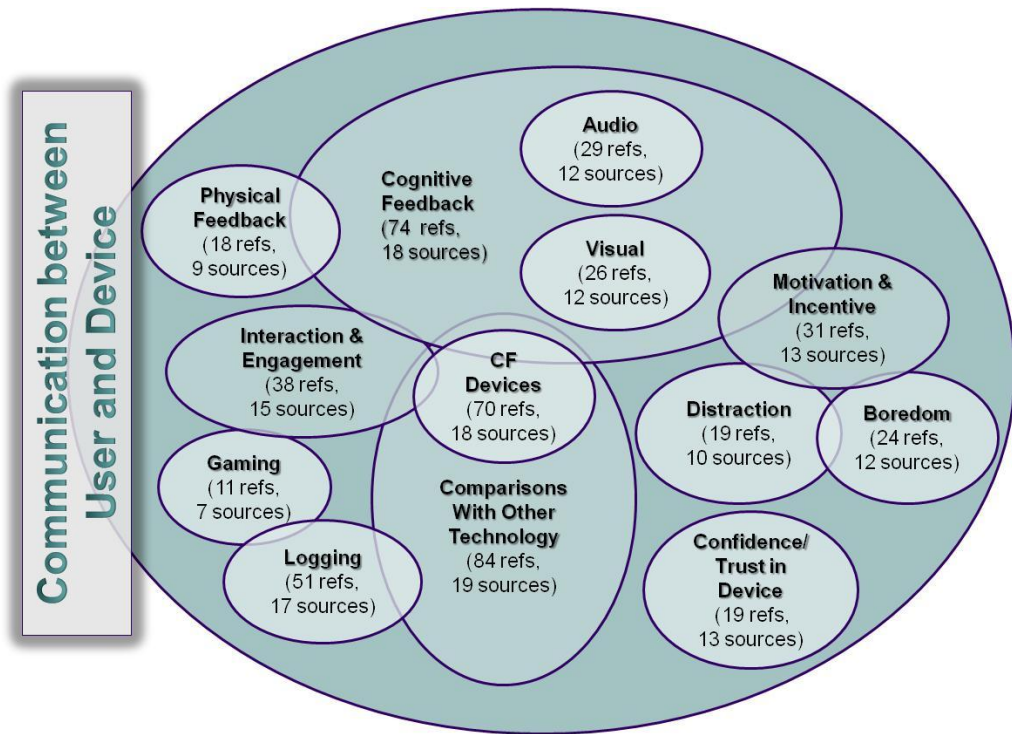 Communication between
User and Device
Audio
(29 refs,
12 sources)
Cognitive
Feedback
(74 refs,
18 sources)
Physical
Feedback
(18 refs,
9 sources)
Visual
(26 refs,
12 sources)
Motivation &
Incentive
(31 refs,
13 sources)
Interaction &
Engagement
(38 refs,
15 sources)
CF
Devices
(70 refs,
18 sources)
Distraction
(19 refs,
10 sources)
Boredom
(24 refs,
12 sources)
Gaming
(11 refs,
7 sources)
Comparisons
With Other
Technology
(84 refs,
19 sources)
Logging
(51 refs,
17 sources)
Confidence/
Trust in
Device
(19 refs,
13 sources)